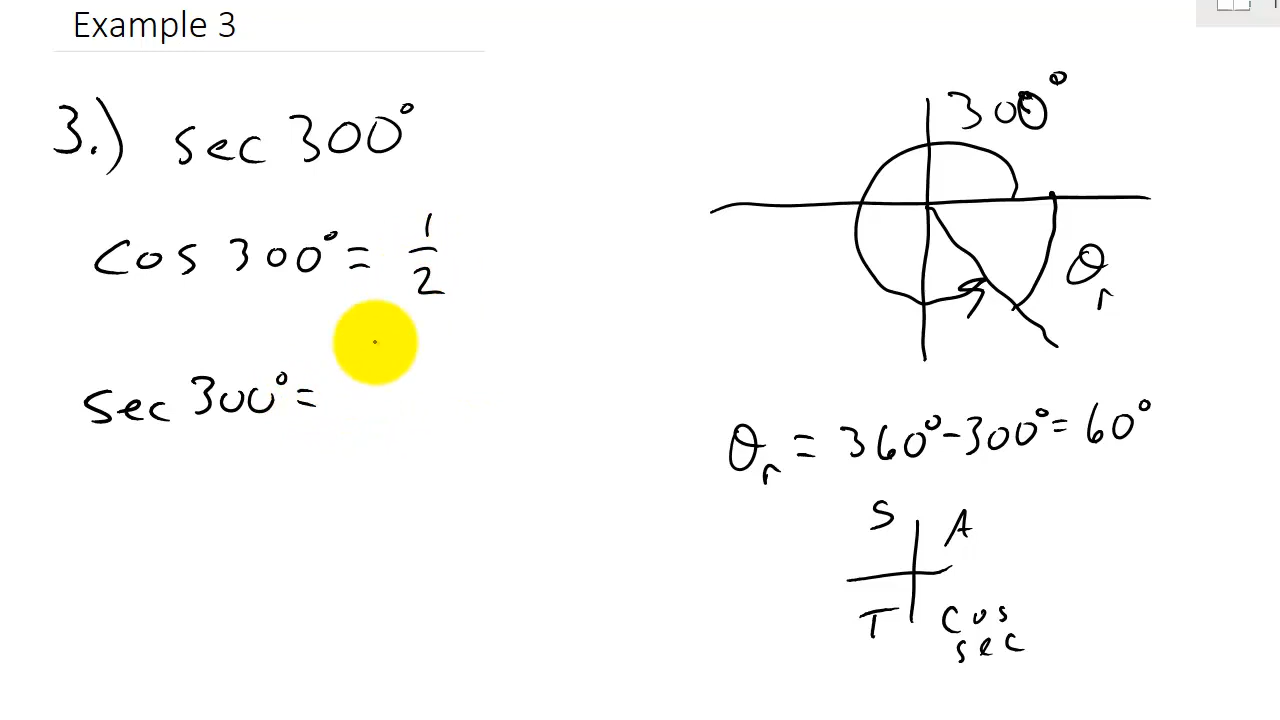 Example 3
3.) sec 300°
cos 300° = 1/2
sec 300° =
300°
θr
θr = 360° - 300° = 60°
S A
T cos
sec